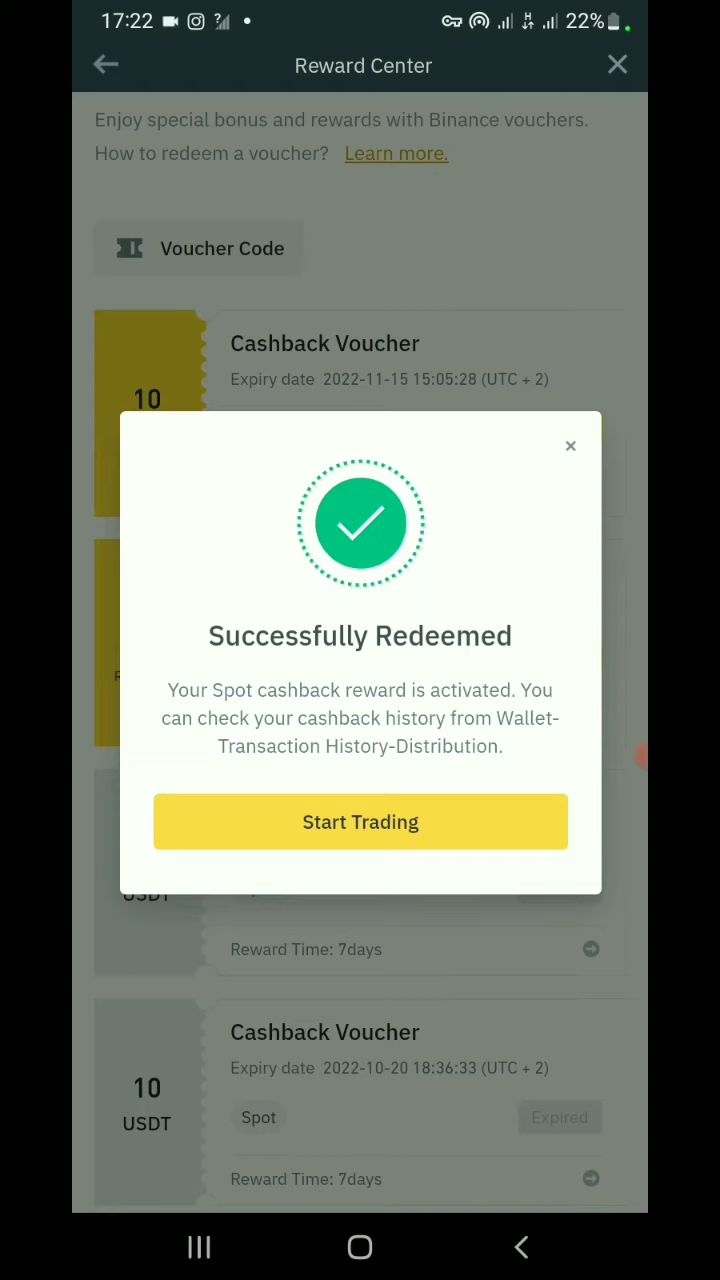 17:22 22%
Reward Center
Enjoy special bonus and rewards with Binance vouchers.
How to redeem a voucher? Learn more.
Voucher Code
Cashback Voucher
Expiry date 2022-11-15 15:05:28 (UTC + 2)
10
×
Successfully Redeemed
Your Spot cashback reward is activated. You
can check your cashback history from Wallet-
Transaction History-Distribution.
Start Trading
USDT
Reward Time: 7days
Cashback Voucher
Expiry date 2022-10-20 18:36:33 (UTC + 2)
10
USDT
Spot Expired
Reward Time: 7days